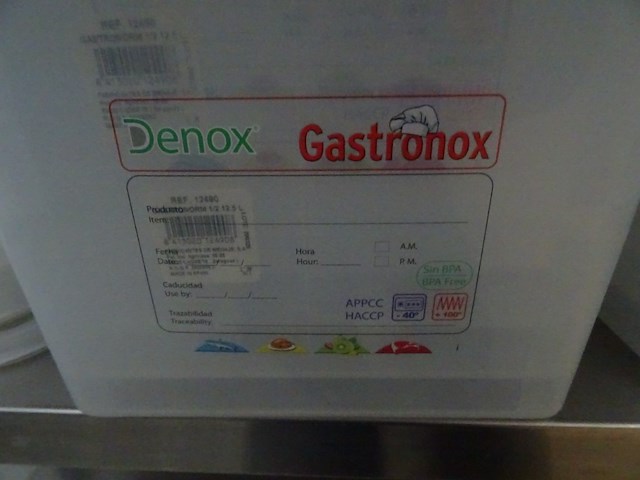 REF. 12490
Denox
Gastronox
REF. 12490
Producto
Item
Fecha
Date:
Hora
Hour:
A.M.
P.M.
Sin BPA
BPA Free
Caducidad
Use by:
APPCC
HACCP
- 40°
+ 100°
Trazabilidad
Traceability: